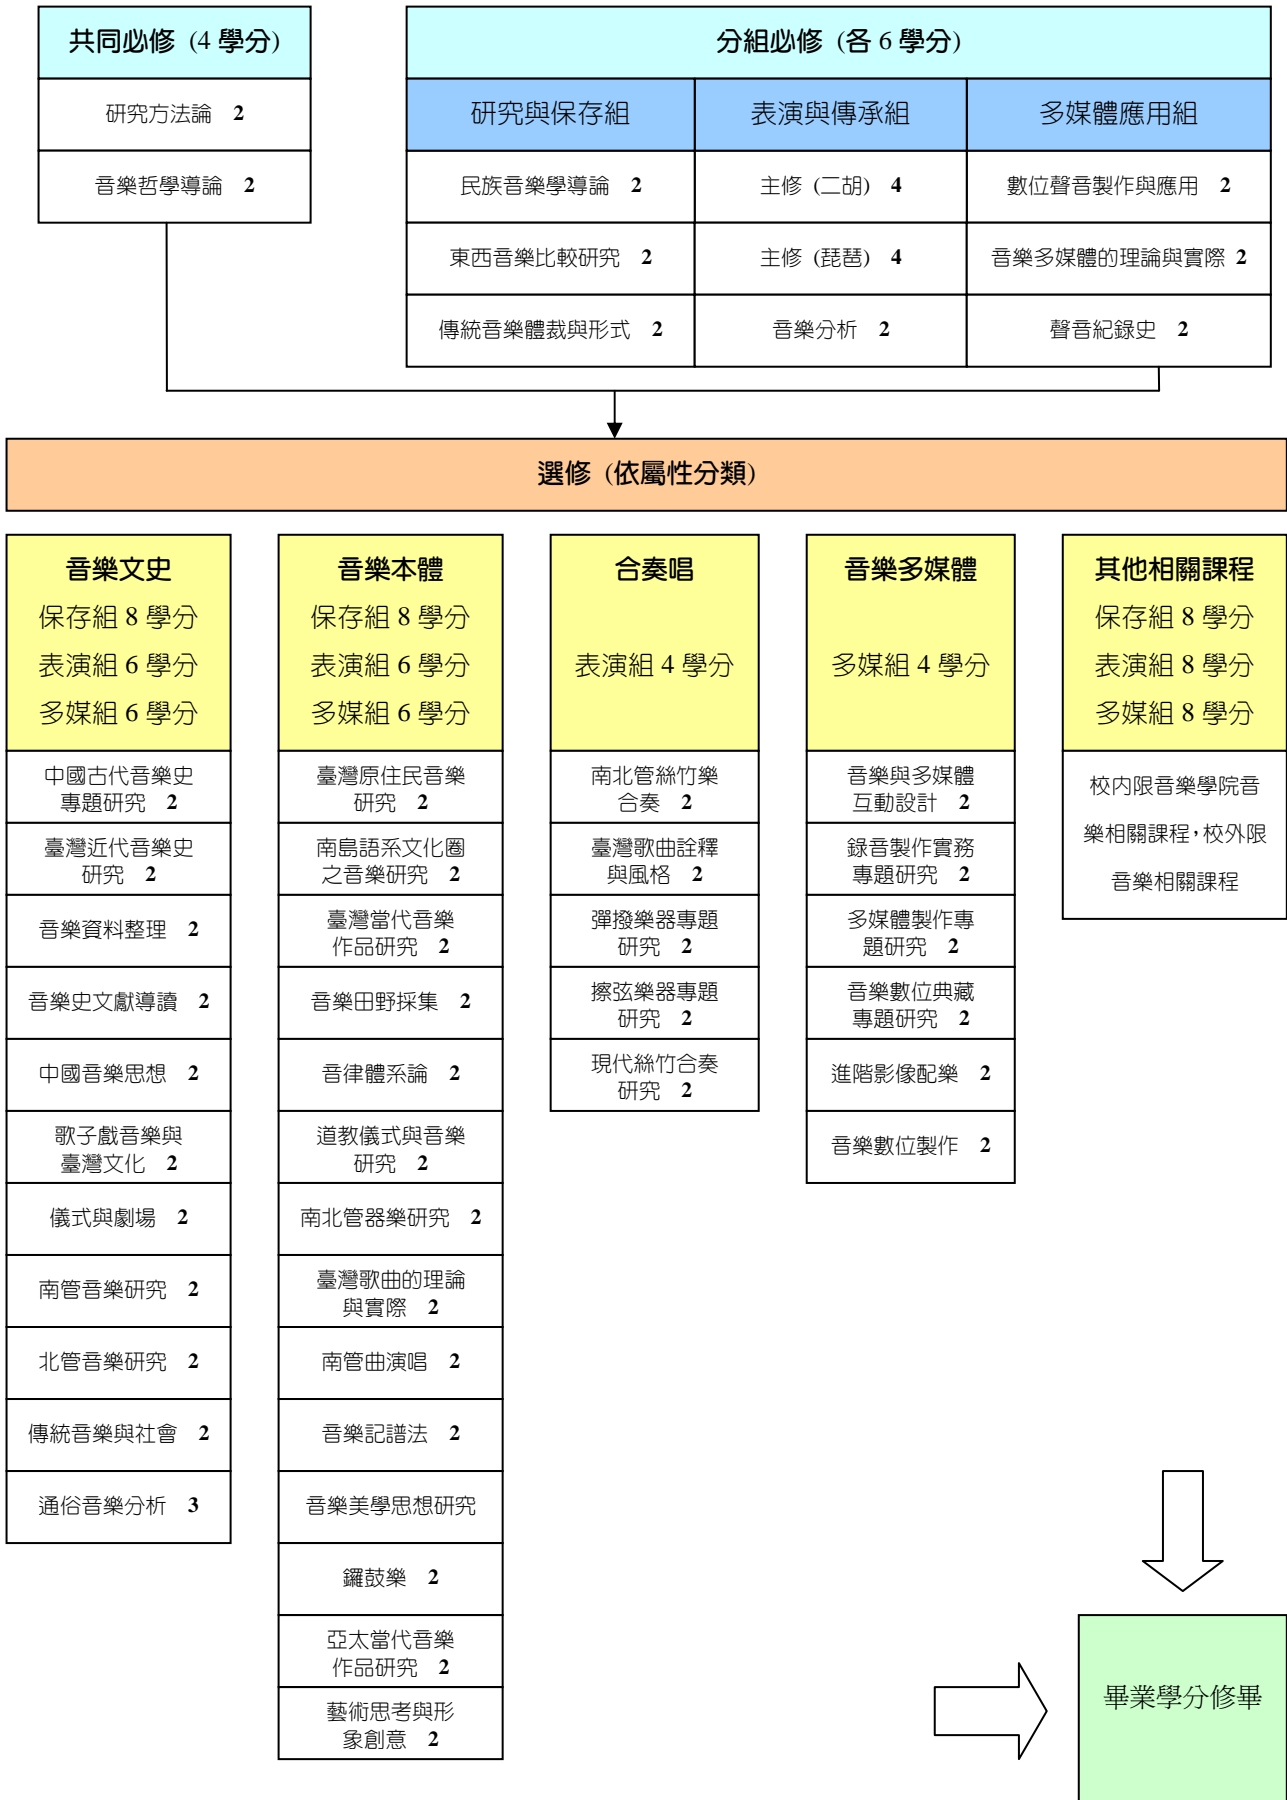 共同必修 (4 學分)
研究方法論 2
音樂哲學導論 2
分組必修 (各 6 學分)
研究與保存組
表演與傳承組
多媒體應用組
民族音樂學導論 2
主修 (二胡) 4
數位聲音製作與應用 2
東西音樂比較研究 2
主修 (琵琶) 4
音樂多媒體的理論與實際 2
傳統音樂體裁與形式 2
音樂分析 2
聲音紀錄史 2
選修 (依屬性分類)
音樂文史
保存組 8 學分
表演組 6 學分
多媒組 6 學分
中國古代音樂史
專題研究 2
臺灣近代音樂史
研究 2
音樂資料整理 2
音樂史文獻導讀 2
中國音樂思想 2
歌子戲音樂與
臺灣文化 2
儀式與劇場 2
南管音樂研究 2
北管音樂研究 2
傳統音樂與社會 2
通俗音樂分析 3
音樂本體
保存組 8 學分
表演組 6 學分
多媒組 6 學分
臺灣原住民音樂
研究 2
南島語系文化圈
之音樂研究 2
臺灣當代音樂
作品研究 2
音樂田野採集 2
音律體系論 2
道教儀式與音樂
研究 2
南北管器樂研究 2
臺灣歌曲的理論
與實際 2
南管曲演唱 2
音樂記譜法 2
音樂美學思想研究
鑼鼓樂 2
亞太當代音樂
作品研究 2
藝術思考與形
象創意 2
合奏唱
表演組 4 學分
南北管絲竹樂
合奏 2
臺灣歌曲詮釋
與風格 2
彈撥樂器專題
研究 2
擦弦樂器專題
研究 2
現代絲竹合奏
研究 2
音樂多媒體
多媒組 4 學分
音樂與多媒體
互動設計 2
錄音製作實務
專題研究 2
多媒體製作專
題研究 2
音樂數位典藏
專題研究 2
進階影像配樂 2
音樂數位製作 2
其他相關課程
保存組 8 學分
表演組 8 學分
多媒組 8 學分
校內限音樂學院音
樂相關課程，校外限
音樂相關課程
畢業學分修畢